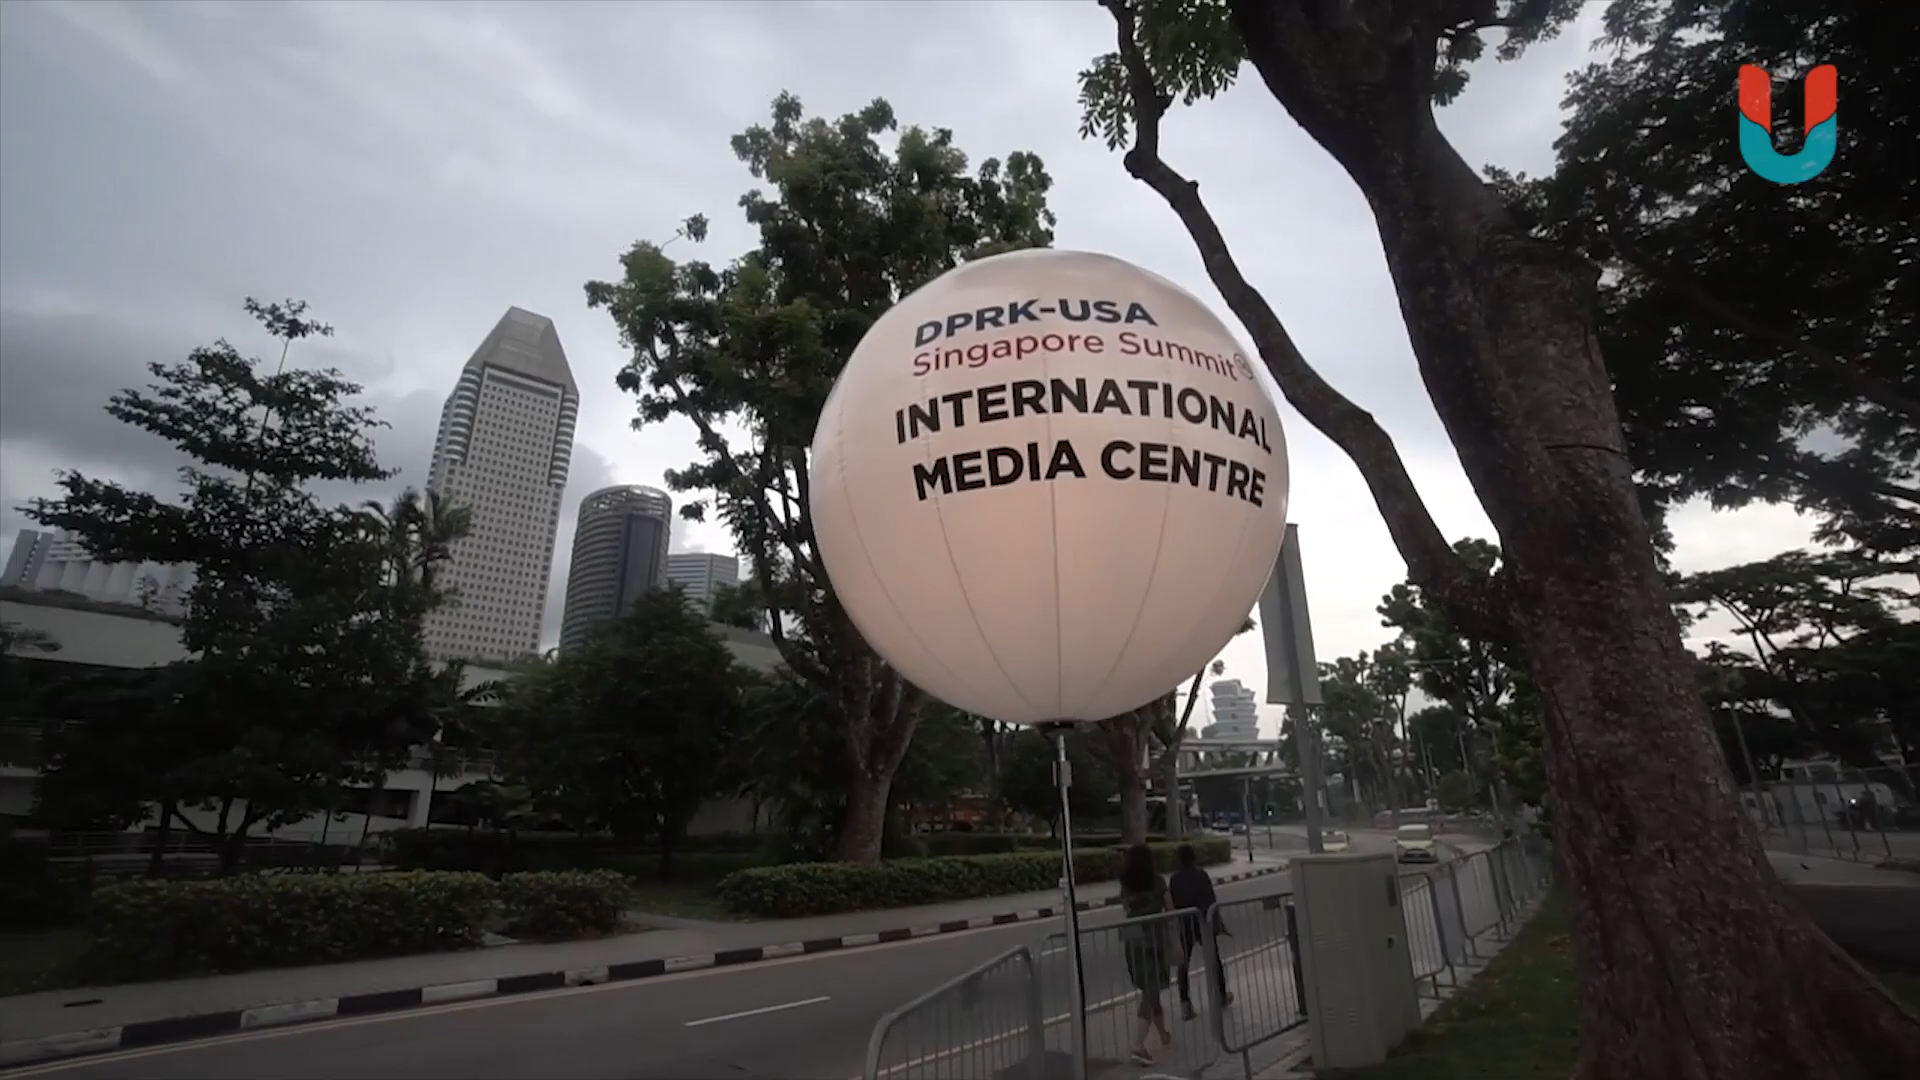 DPRK-USA
Singapore Summit
INTERNATIONAL
MEDIA CENTRE
U